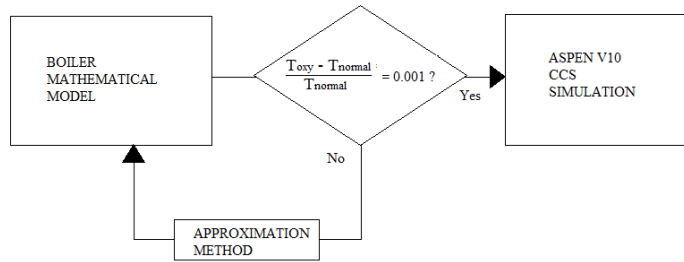 BOILER
MATHEMATICAL
MODEL
Toxy - Tnormal
Tnormal
= 0.001 ?
Yes
No
ASPEN V10
CCS
SIMULATION
APPROXIMATION
METHOD